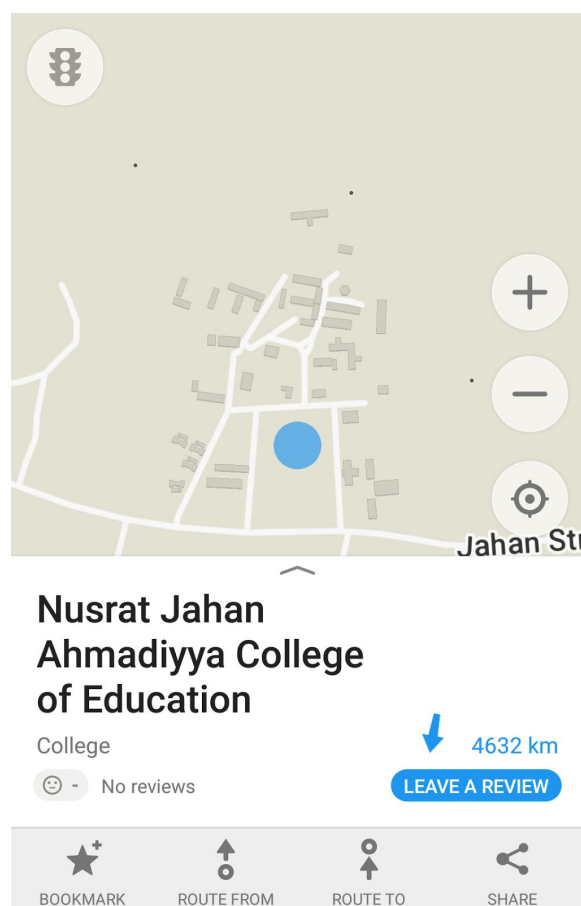 Jahan Str
Nusrat Jahan
Ahmadiyya College
of Education
College
4632 km
- No reviews
LEAVE A REVIEW
BOOKMARK ROUTE FROM ROUTE TO SHARE